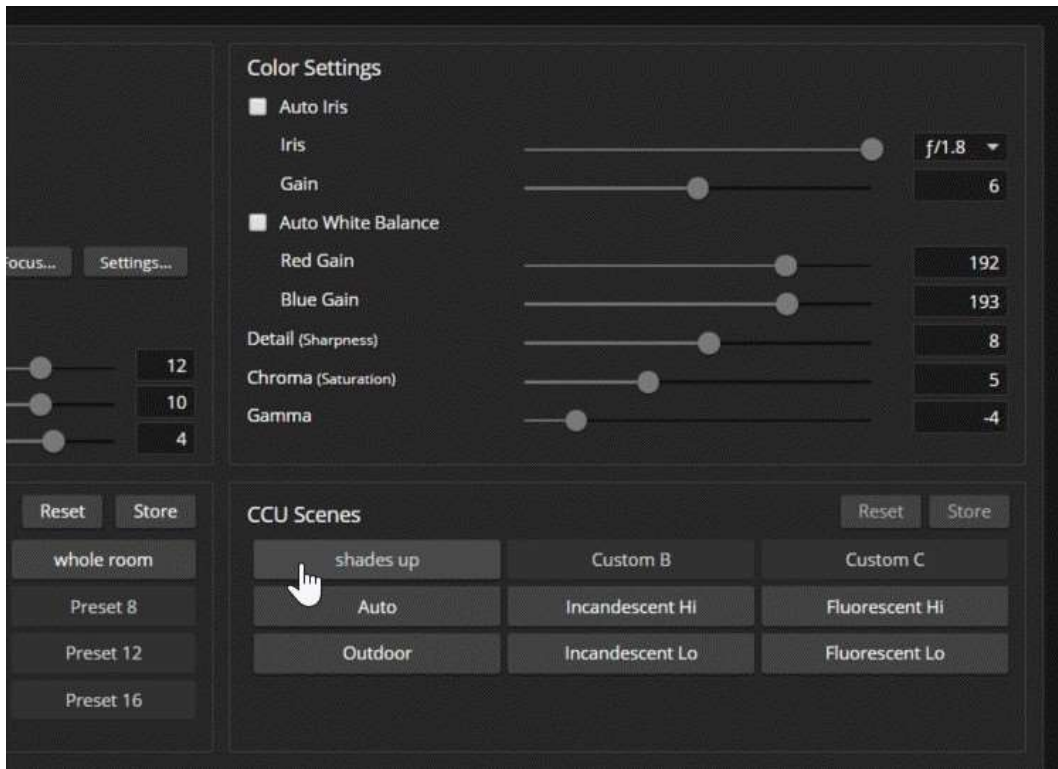 Color Settings
Auto Iris
Iris
ƒ/1.8
Gain
6
Auto White Balance
Red Gain
192
Blue Gain
193
Detail (Sharpness)
8
Chroma (Saturation)
5
Gamma
-4
ocus...
Settings...
12
10
4
Reset
Store
whole room
Preset 8
Preset 12
Preset 16
CCU Scenes
Reset
Store
shades up
Custom B
Custom C
Auto
Incandescent Hi
Fluorescent Hi
Outdoor
Incandescent Lo
Fluorescent Lo